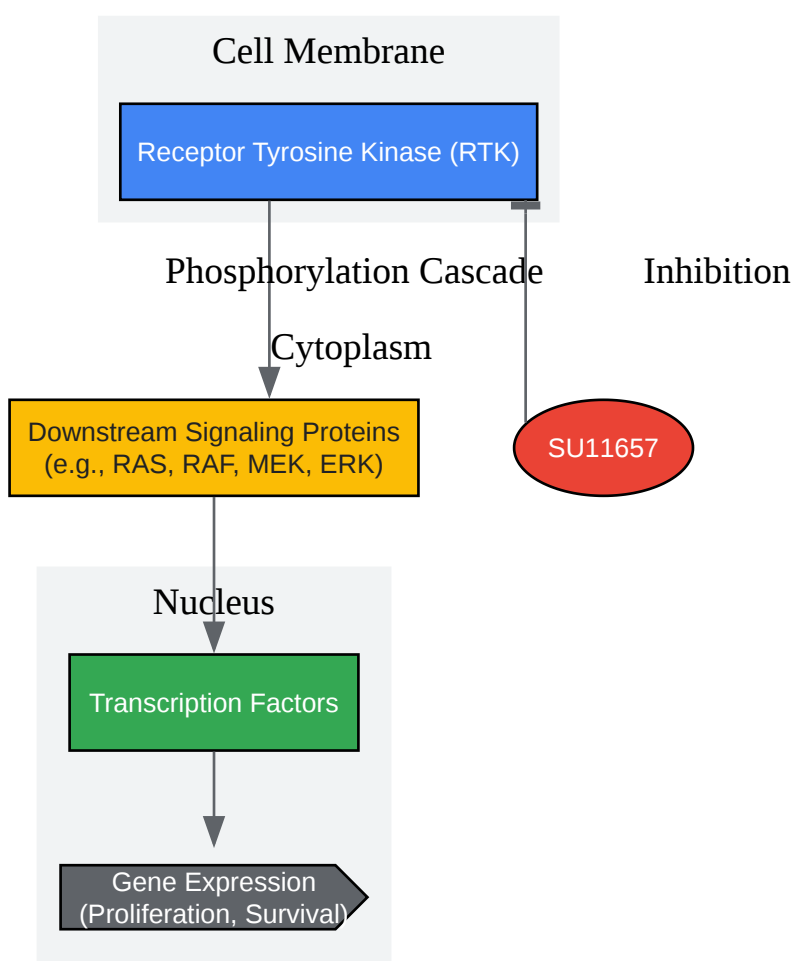 Cell Membrane
Receptor Tyrosine Kinase (RTK)
Phosphorylation Cascade
Inhibition
Cytoplasm
Downstream Signaling Proteins
(e.g., RAS, RAF, MEK, ERK)
SU11657
Nucleus
Transcription Factors
Gene Expression
(Proliferation, Survival)